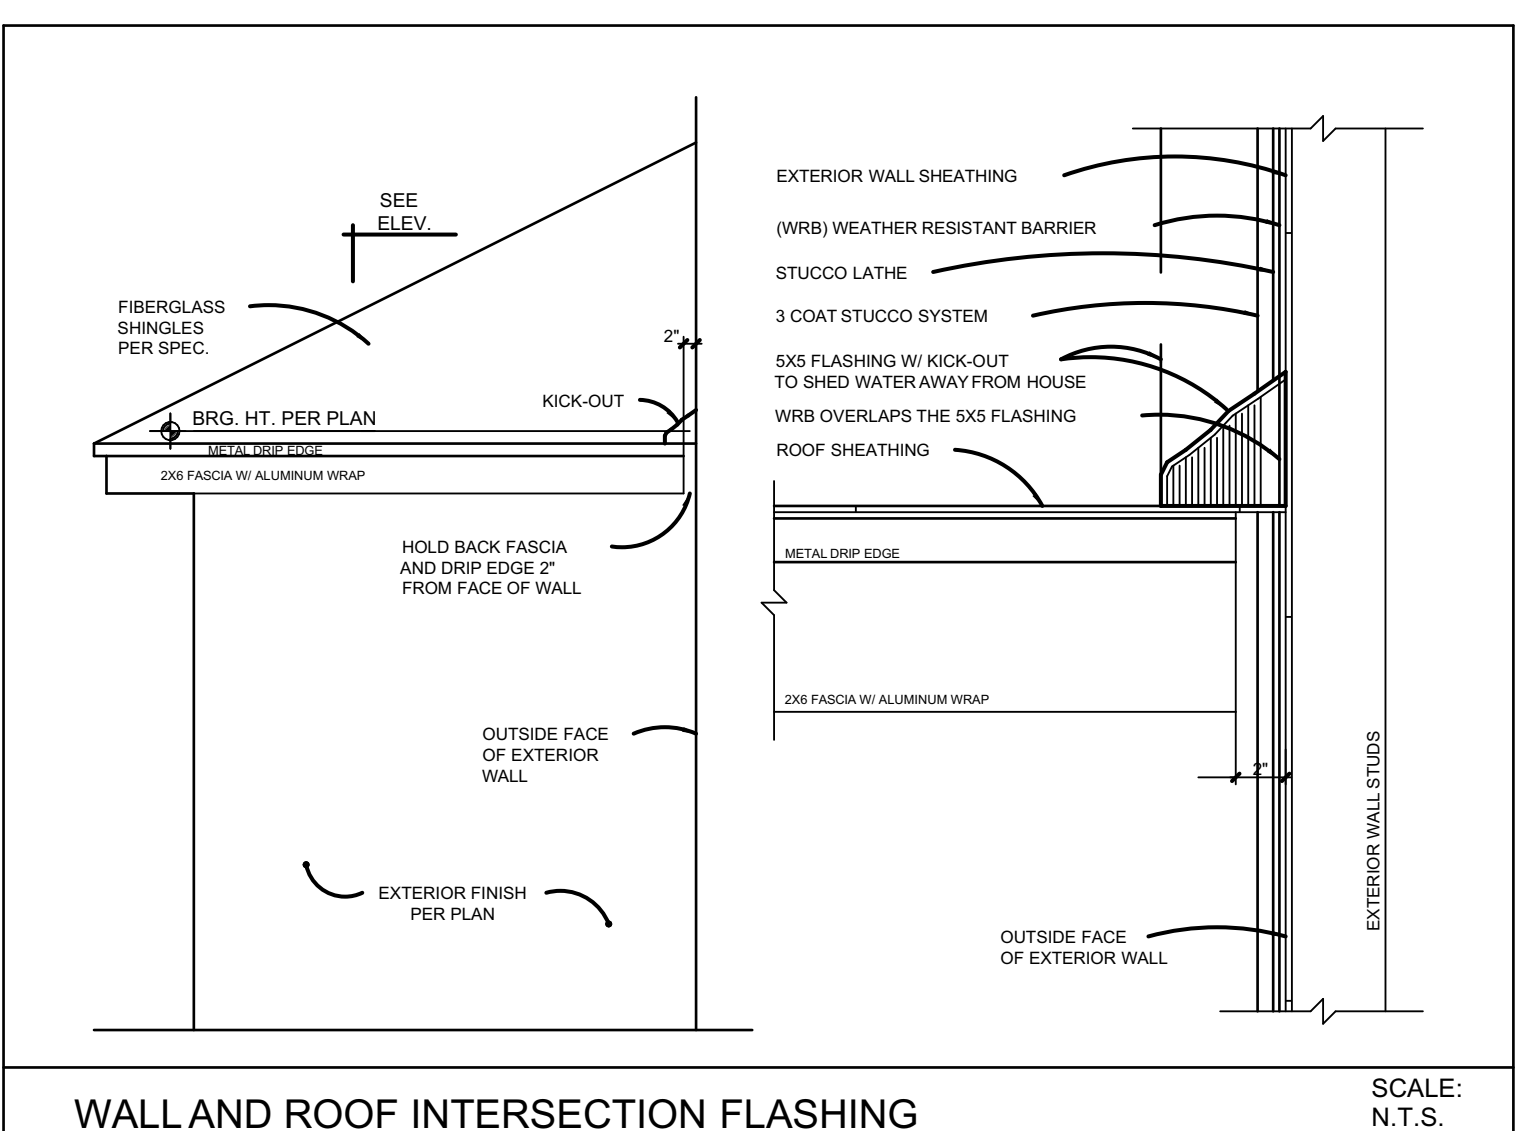 SEE
ELEV.
FIBERGLASS
SHINGLES
PER SPEC.
2"
KICK-OUT
BRG. HT. PER PLAN
METAL DRIP EDGE
2X6 FASCIA W/ ALUMINUM WRAP
HOLD BACK FASCIA
AND DRIP EDGE 2"
FROM FACE OF WALL
OUTSIDE FACE
OF EXTERIOR
WALL
EXTERIOR FINISH
PER PLAN
EXTERIOR WALL SHEATHING
(WRB) WEATHER RESISTANT BARRIER
STUCCO LATHE
3 COAT STUCCO SYSTEM
5X5 FLASHING W/ KICK-OUT
TO SHED WATER AWAY FROM HOUSE
WRB OVERLAPS THE 5X5 FLASHING
ROOF SHEATHING
METAL DRIP EDGE
2X6 FASCIA W/ ALUMINUM WRAP
2"
EXTERIOR WALL STUDS
OUTSIDE FACE
OF EXTERIOR WALL
WALL AND ROOF INTERSECTION FLASHING
SCALE:
N.T.S.